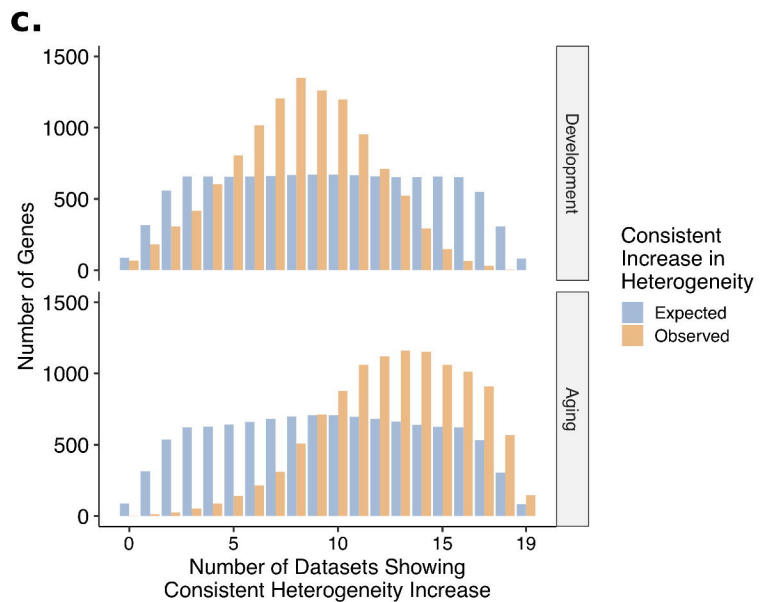 c.
1500
1000
500
0
Development
1500
1000
500
0
Aging
Number of Genes
0
5
10
15
19
Number of Datasets Showing
Consistent Heterogeneity Increase
Consistent
Increase in
Heterogeneity
Expected
Observed